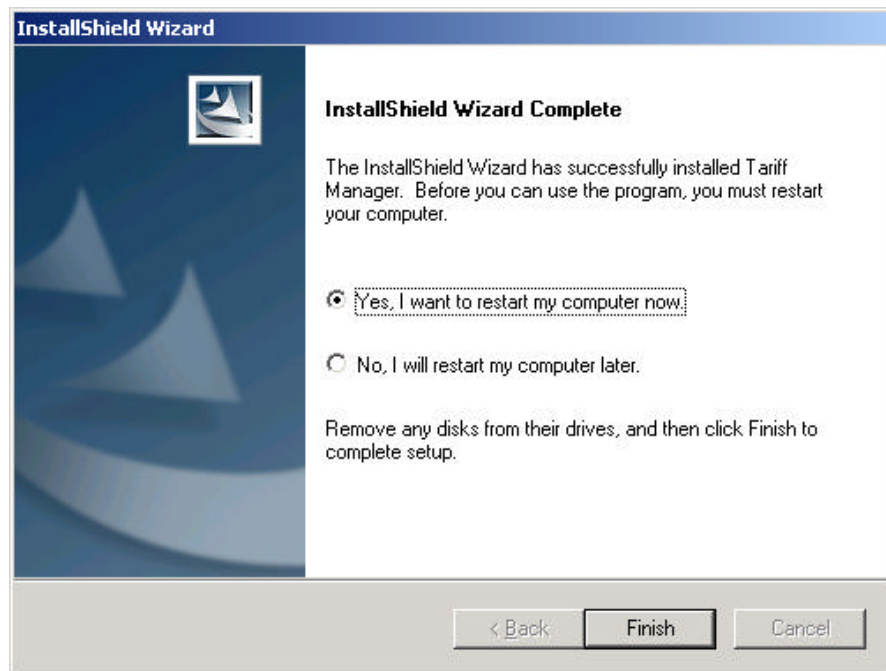 InstallShield Wizard
InstallShield Wizard Complete
The InstallShield Wizard has successfully installed Tariff
Manager.  Before you can use the program, you must restart
your computer.
Yes, I want to restart my computer now.
No, I will restart my computer later.
Remove any disks from their drives, and then click Finish to
complete setup.
< Back
Finish
Cancel